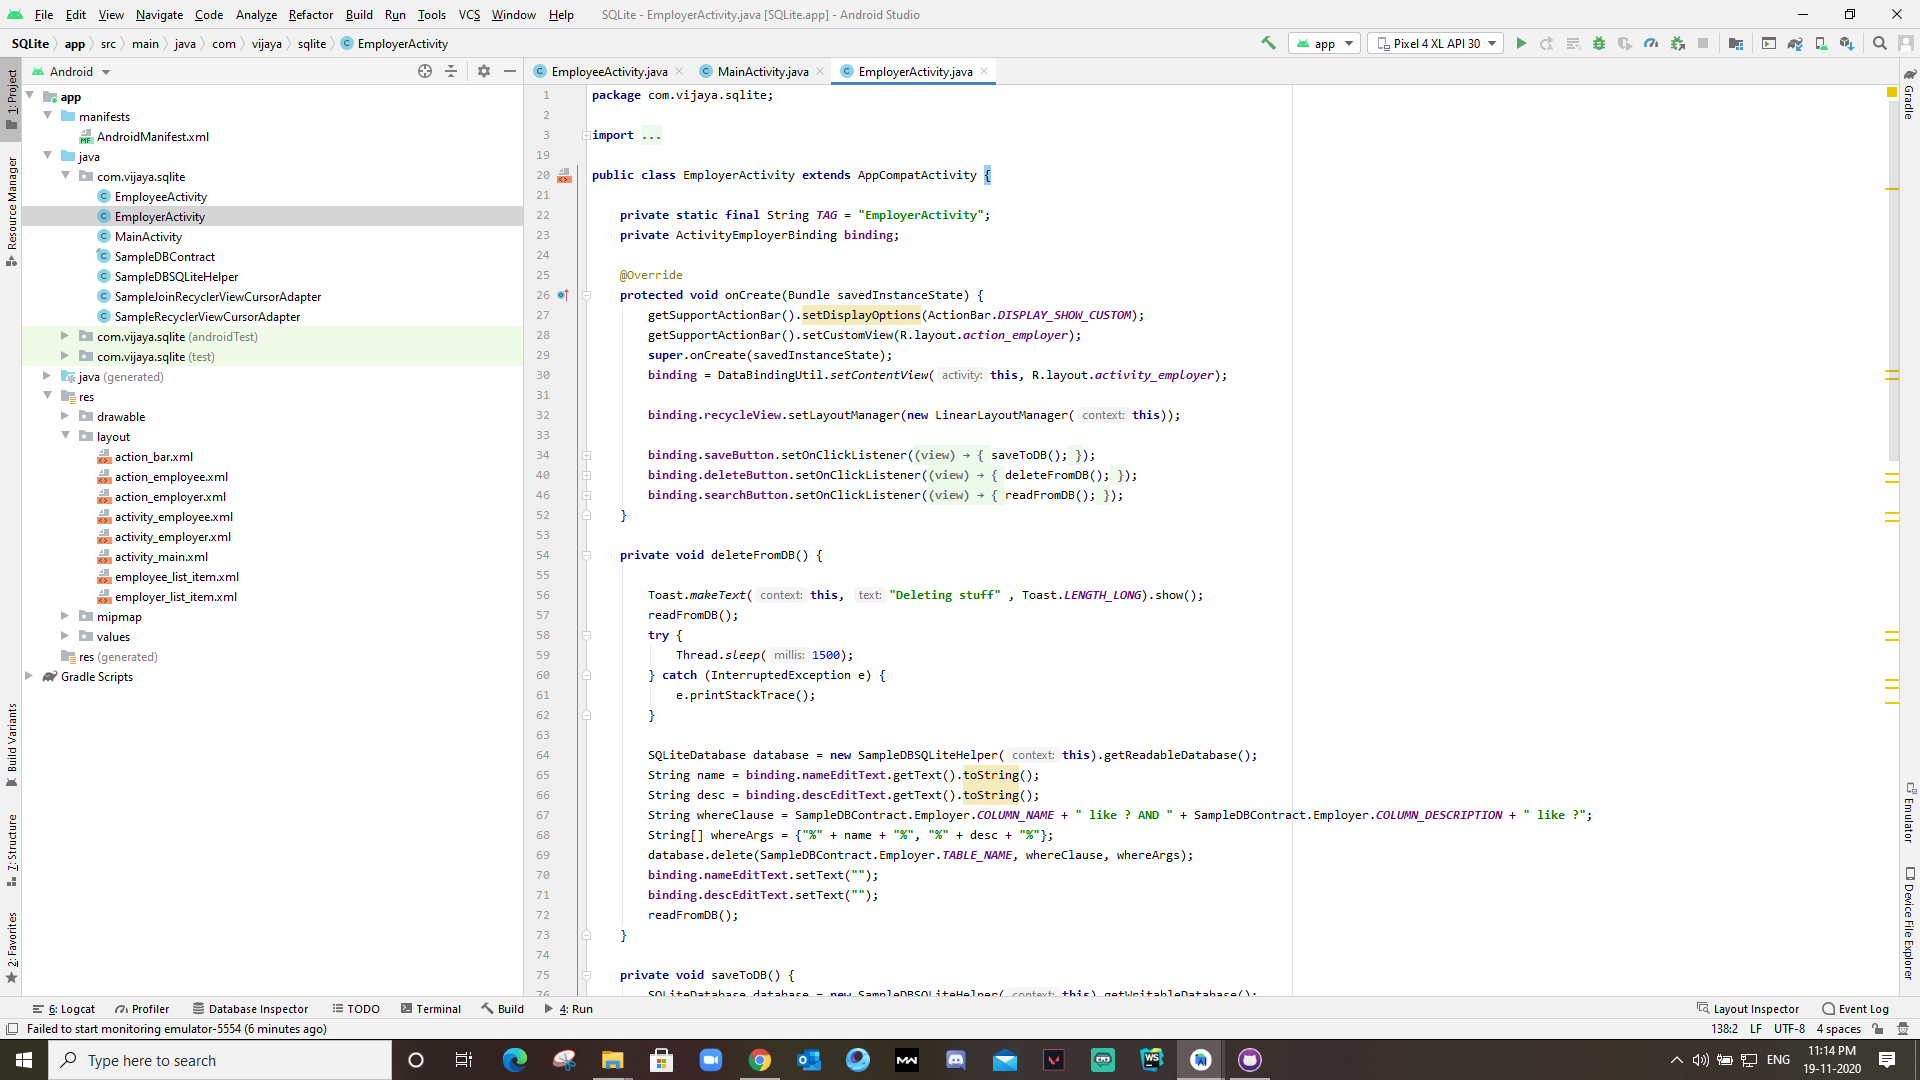 File Edit View Navigate Code Analyze Refactor Build Run Tools VCS Window Help SQLite - EmployerActivity.java [SQLite.app] - Android Studio
SQLite app src main java com vijaya sqlite EmployerActivity app Pixel 4 XL API 30
Android
EmployeeActivity.java MainActivity.java EmployerActivity.java
1: Project
Resource Manager
Build Variants
7: Structure
2: Favorites
app
manifests
AndroidManifest.xml
java
com.vijaya.sqlite
EmployeeActivity
EmployerActivity
MainActivity
SampleDBContract
SampleDBSQLiteHelper
SampleJoinRecyclerViewCursorAdapter
SampleRecyclerViewCursorAdapter
com.vijaya.sqlite (androidTest)
com.vijaya.sqlite (test)
java (generated)
res
drawable
layout
action_bar.xml
action_employee.xml
action_employer.xml
activity_employee.xml
activity_employer.xml
activity_main.xml
employee_list_item.xml
employer_list_item.xml
mipmap
values
res (generated)
Gradle Scripts
1 package com.vijaya.sqlite;
2
3 import ...
19
20 public class EmployerActivity extends AppCompatActivity {
21
22 private static final String TAG = "EmployerActivity";
23 private ActivityEmployerBinding binding;
24
25 @Override
26 protected void onCreate(Bundle savedInstanceState) {
27 getSupportActionBar().setDisplayOptions(ActionBar.DISPLAY_SHOW_CUSTOM);
28 getSupportActionBar().setCustomView(R.layout.action_employer);
29 super.onCreate(savedInstanceState);
30 binding = DataBindingUtil.setContentView( activity: this, R.layout.activity_employer);
31
32 binding.recycleView.setLayoutManager(new LinearLayoutManager( context: this));
33
34 binding.saveButton.setOnClickListener((view) → { saveToDB(); });
40 binding.deleteButton.setOnClickListener((view) → { deleteFromDB(); });
46 binding.searchButton.setOnClickListener((view) → { readFromDB(); });
52 }
53
54 private void deleteFromDB() {
55
56 Toast.makeText( context: this, text: "Deleting stuff" , Toast.LENGTH_LONG).show();
57 readFromDB();
58 try {
59 Thread.sleep( millis: 1500);
60 } catch (InterruptedException e) {
61 e.printStackTrace();
62 }
63
64 SQLiteDatabase database = new SampleDBSQLiteHelper( context: this).getReadableDatabase();
65 String name = binding.nameEditText.getText().toString();
66 String desc = binding.descEditText.getText().toString();
67 String whereClause = SampleDBContract.Employer.COLUMN_NAME + " like ? AND " + SampleDBContract.Employer.COLUMN_DESCRIPTION + " like ?";
68 String[] whereArgs = {"%" + name + "%", "%" + desc + "%"};
69 database.delete(SampleDBContract.Employer.TABLE_NAME, whereClause, whereArgs);
70 binding.nameEditText.setText("");
71 binding.descEditText.setText("");
72 readFromDB();
73 }
74
75 private void saveToDB() {
76 SQLiteDatabase database = new SampleDBSQLiteHelper( context: this).getWritableDatabase();
Gradle
Emulator
Device File Explorer
6: Logcat Profiler Database Inspector TODO Terminal Build 4: Run Layout Inspector Event Log
Failed to start monitoring emulator-5554 (6 minutes ago) 138:2 LF UTF-8 4 spaces
Type here to search ENG 11:14 PM
19-11-2020